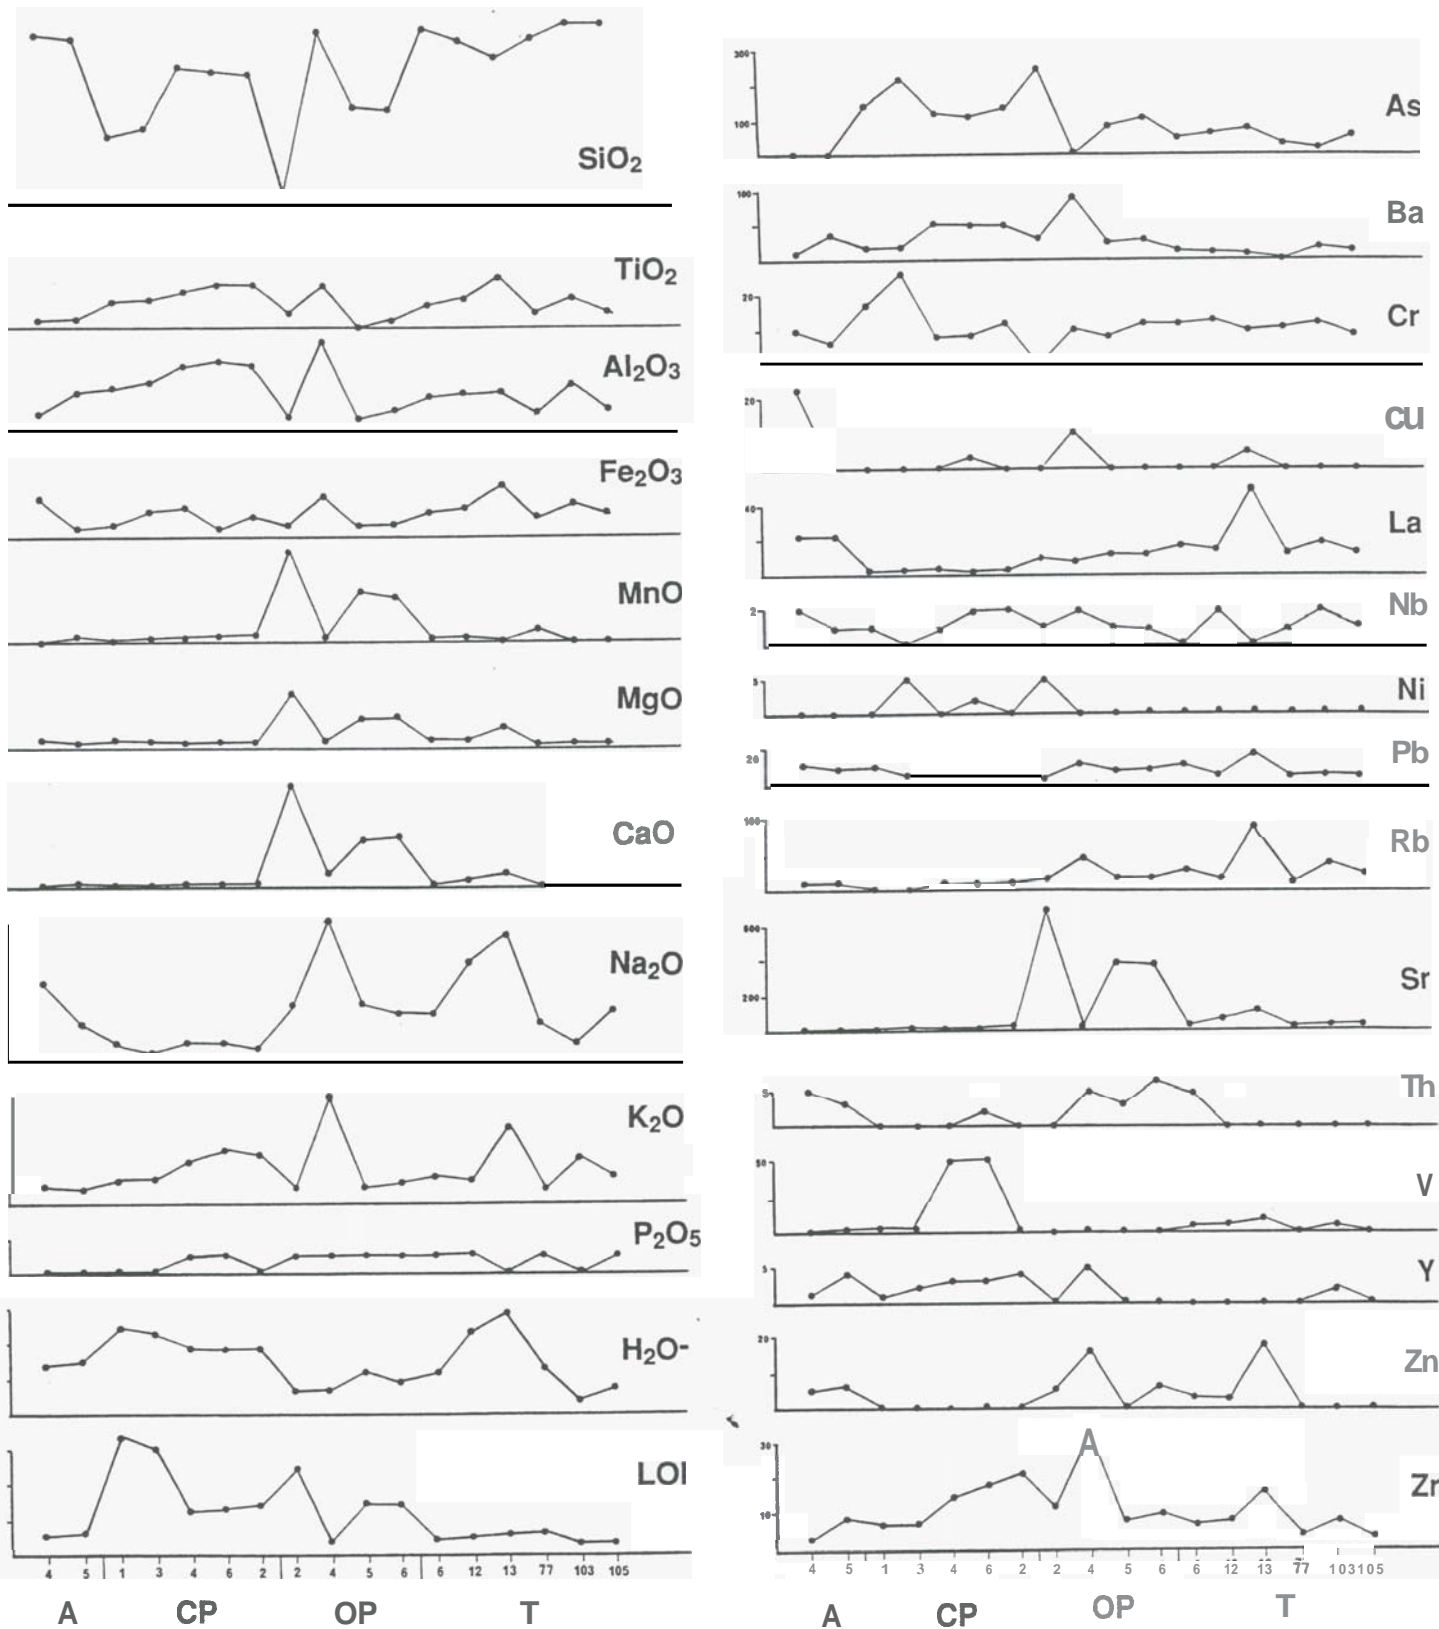 SiO2
TiO2
Al2O3
Fe2O3
MnO
MgO
CaO
Na2O
K2O
P2O5
H2O-
LOI
4 5 1 3 4 6 2 2 4 5 6 6 12 13 77 103 105
A CP OP T
300
100
As
100
Ba
20
Cr
20
cu
40
La
2
Nb
5
Ni
20
Pb
100
Rb
600
200
Sr
5
Th
50
V
5
Y
20
Zn
30
10
A
Zr
4 5 1 3 4 6 2 2 4 5 6 6 12 13 77 103105
A CP OP T